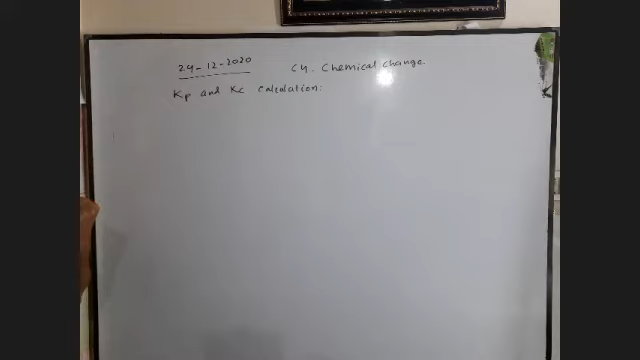 24-12-2020 C4. Chemical change.
Kp and Kc calculation: